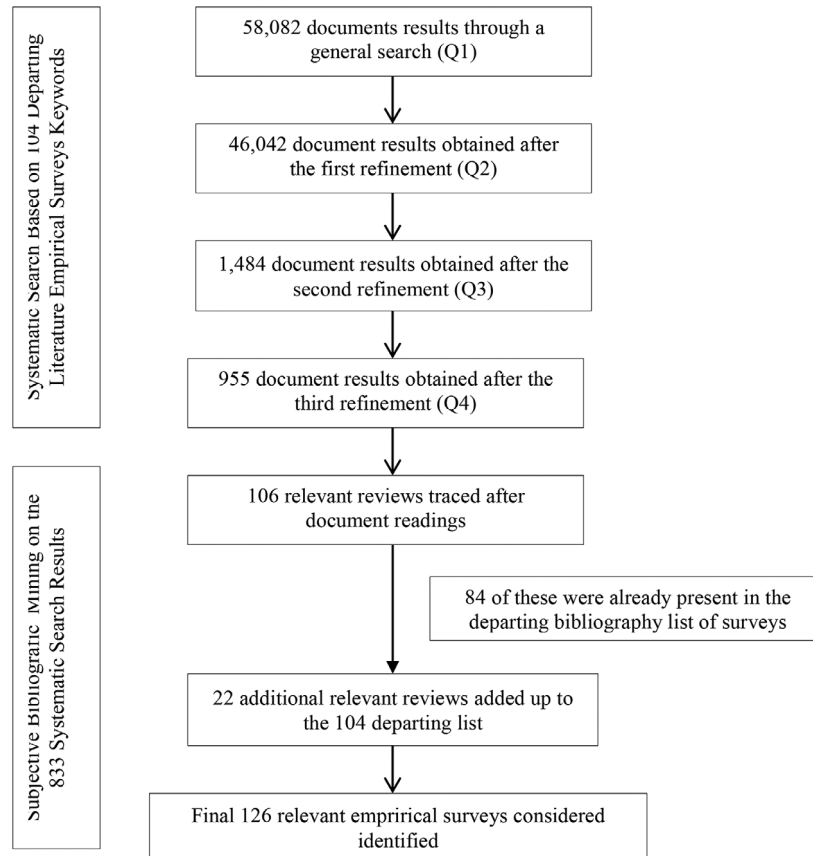 Systematic Search Based on 104 Departing
Literature Empirical Surveys Keywords
58,082 documents results through a
general search (Q1)
46,042 document results obtained after
the first refinement (Q2)
1,484 document results obtained after the
second refinement (Q3)
955 document results obtained after the
third refinement (Q4)
Subjective Bibliografic Mining on the
833 Systematic Search Results
106 relevant reviews traced after
document readings
84 of these were already present in the
departing bibliography list of surveys
22 additional relevant reviews added up to
the 104 departing list
Final 126 relevant emprirical surveys considered
identified